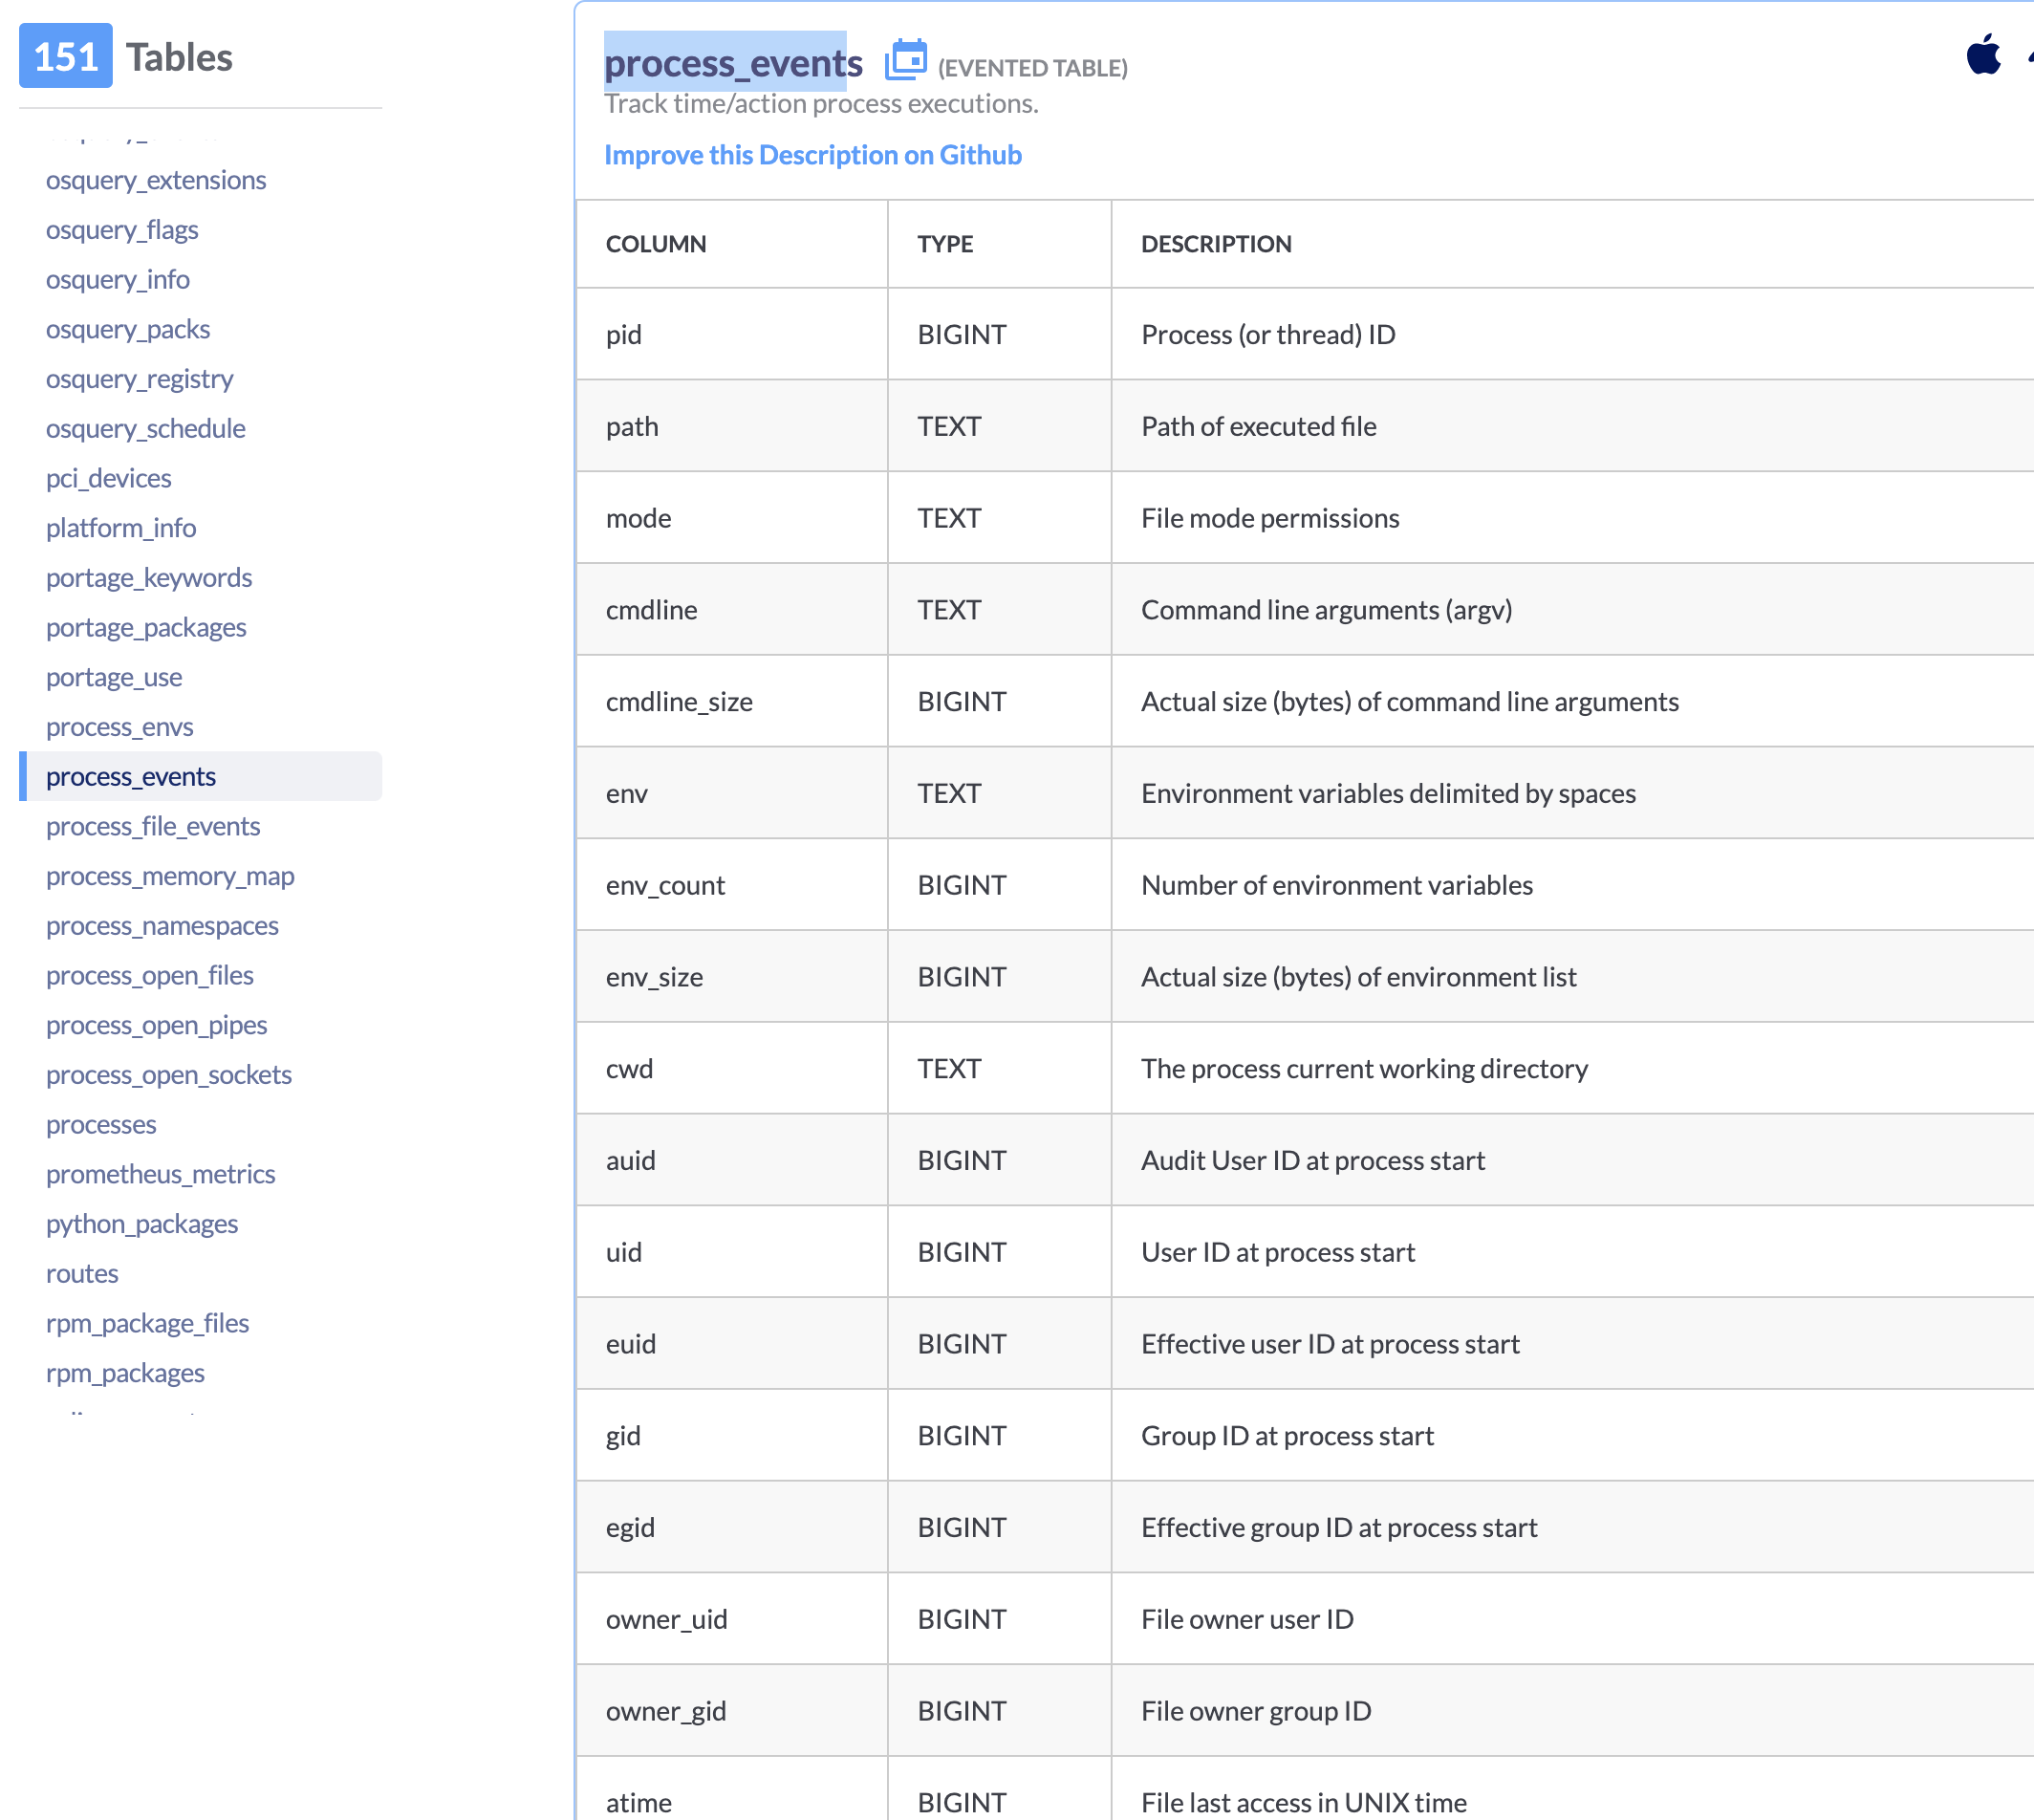 151 Tables
osquery_extensions
osquery_flags
osquery_info
osquery_packs
osquery_registry
osquery_schedule
pci_devices
platform_info
portage_keywords
portage_packages
portage_use
process_envs
process_events
process_file_events
process_memory_map
process_namespaces
process_open_files
process_open_pipes
process_open_sockets
processes
prometheus_metrics
python_packages
routes
rpm_package_files
rpm_packages
process_events (EVENTED TABLE)
Track time/action process executions.
Improve this Description on Github
COLUMN TYPE DESCRIPTION
pid BIGINT Process (or thread) ID
path TEXT Path of executed file
mode TEXT File mode permissions
cmdline TEXT Command line arguments (argv)
cmdline_size BIGINT Actual size (bytes) of command line arguments
env TEXT Environment variables delimited by spaces
env_count BIGINT Number of environment variables
env_size BIGINT Actual size (bytes) of environment list
cwd TEXT The process current working directory
auid BIGINT Audit User ID at process start
uid BIGINT User ID at process start
euid BIGINT Effective user ID at process start
gid BIGINT Group ID at process start
egid BIGINT Effective group ID at process start
owner_uid BIGINT File owner user ID
owner_gid BIGINT File owner group ID
atime BIGINT File last access in UNIX time